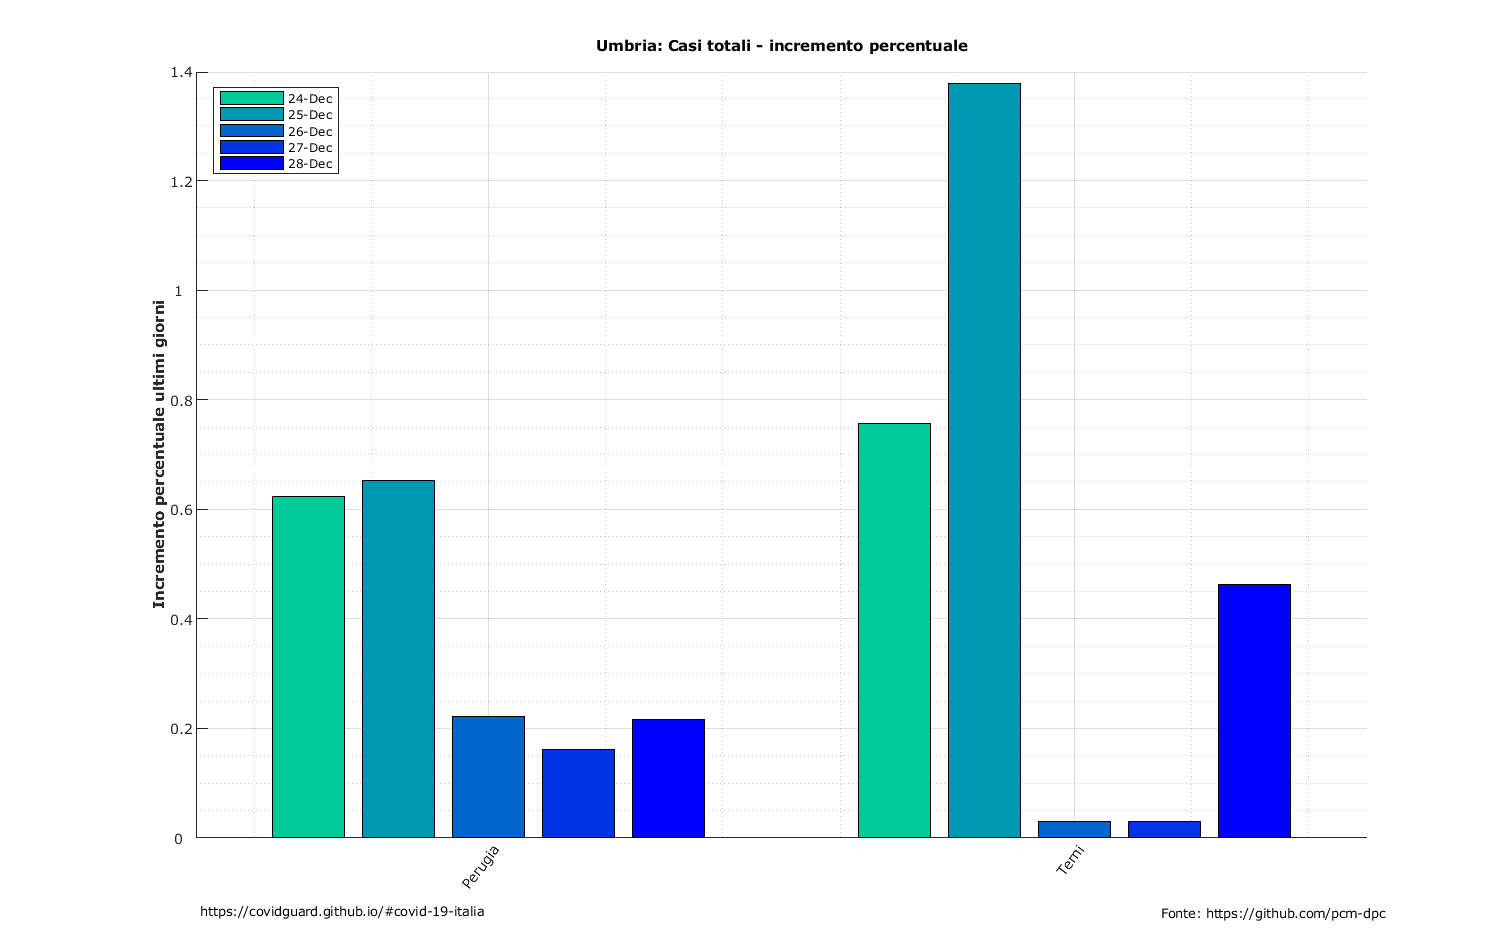 Umbria: Casi totali - incremento percentuale
24-Dec
25-Dec
26-Dec
27-Dec
28-Dec
Incremento percentuale ultimi giorni
1.4
1.2
1
0.8
0.6
0.4
0.2
0
Perugia
Terni
https://covidguard.github.io/#covid-19-italia
Fonte: https://github.com/pcm-dpc